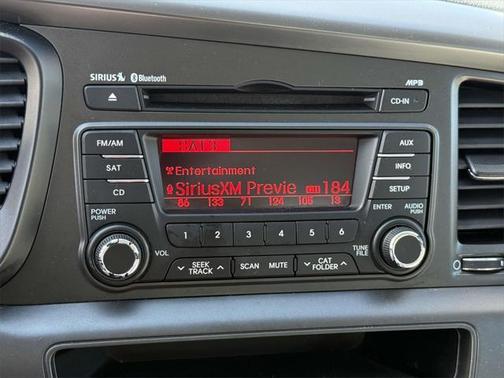 SIRIUS Bluetooth MP3
CD-IN
FM/AM SAT1 AUX
SAT Entertainment INFO
CD SiriusXM Previe CH 184 SETUP
86 133 71 124 105 13
POWER PUSH ENTER AUDIO PUSH
1 2 3 4 5 6
VOL TUNE FILE
SEEK TRACK SCAN MUTE CAT FOLDER